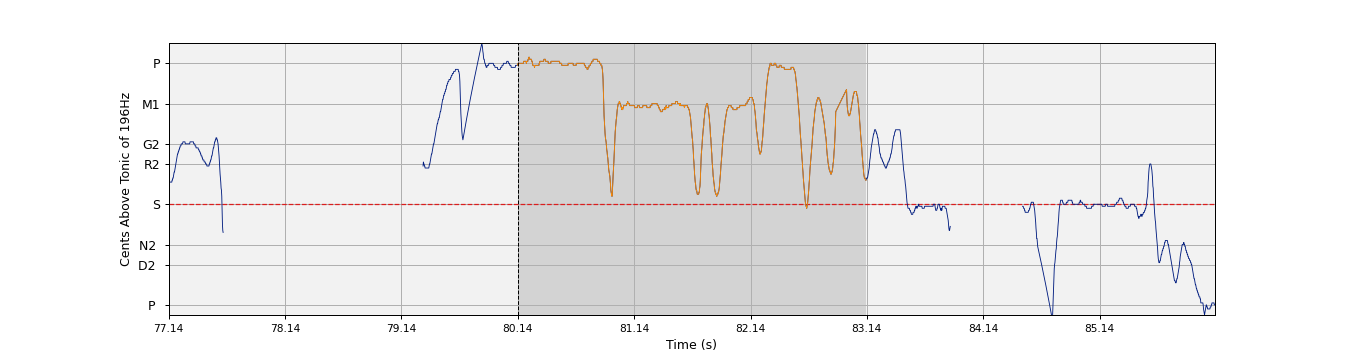 Cents Above Tonic of 196Hz
P
M1
G2
R2
S
N2
D2
P
77.14 78.14 79.14 80.14 81.14 82.14 83.14 84.14 85.14
Time (s)